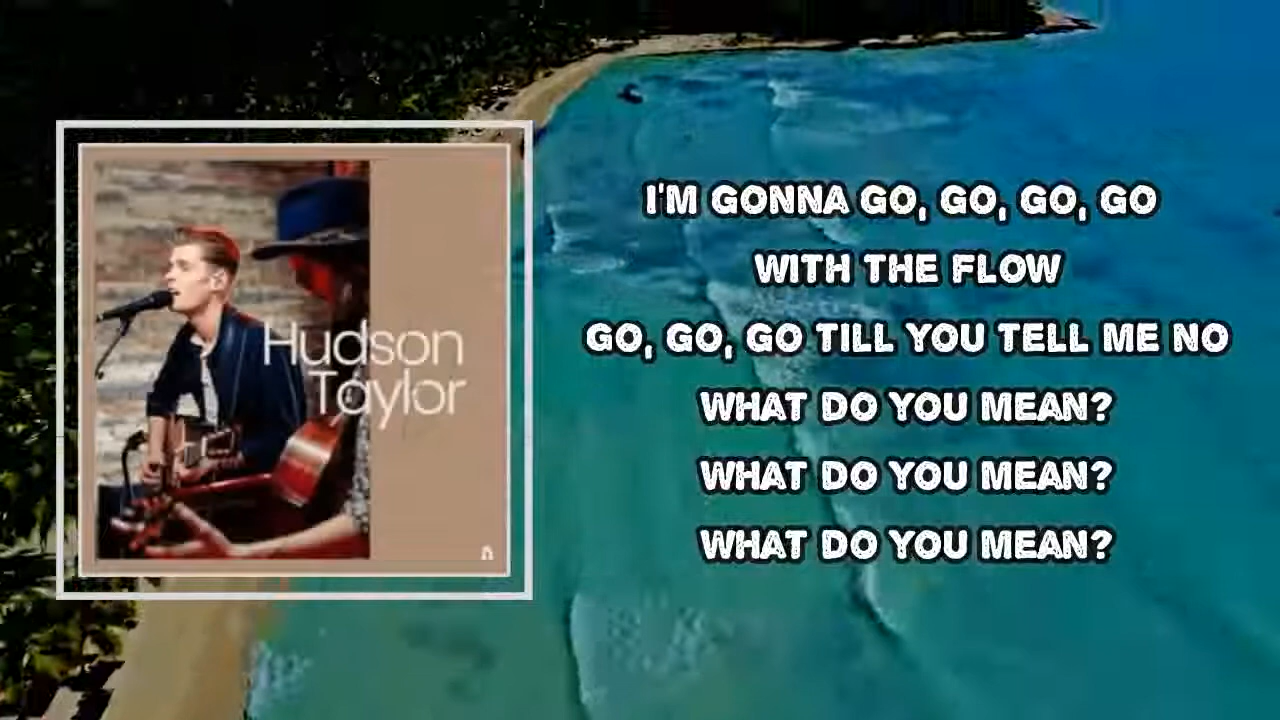 Hudson
Taylor
I'M GONNA GO, GO, GO, GO
WITH THE FLOW
GO, GO, GO TILL YOU TELL ME NO
WHAT DO YOU MEAN?
WHAT DO YOU MEAN?
WHAT DO YOU MEAN?